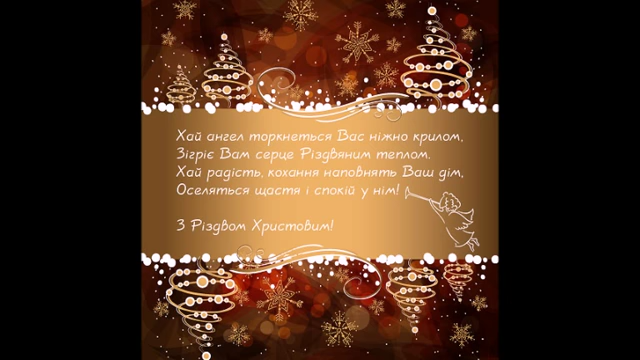 Хай ангел торкнеться Вас ніжно крилом,
Зігріє Вам серце Різдвяним теплом.
Хай радість, кохання наповнять Ваш дім,
Оселяться щастя і спокій у нім!
З Різдвом Христовим!